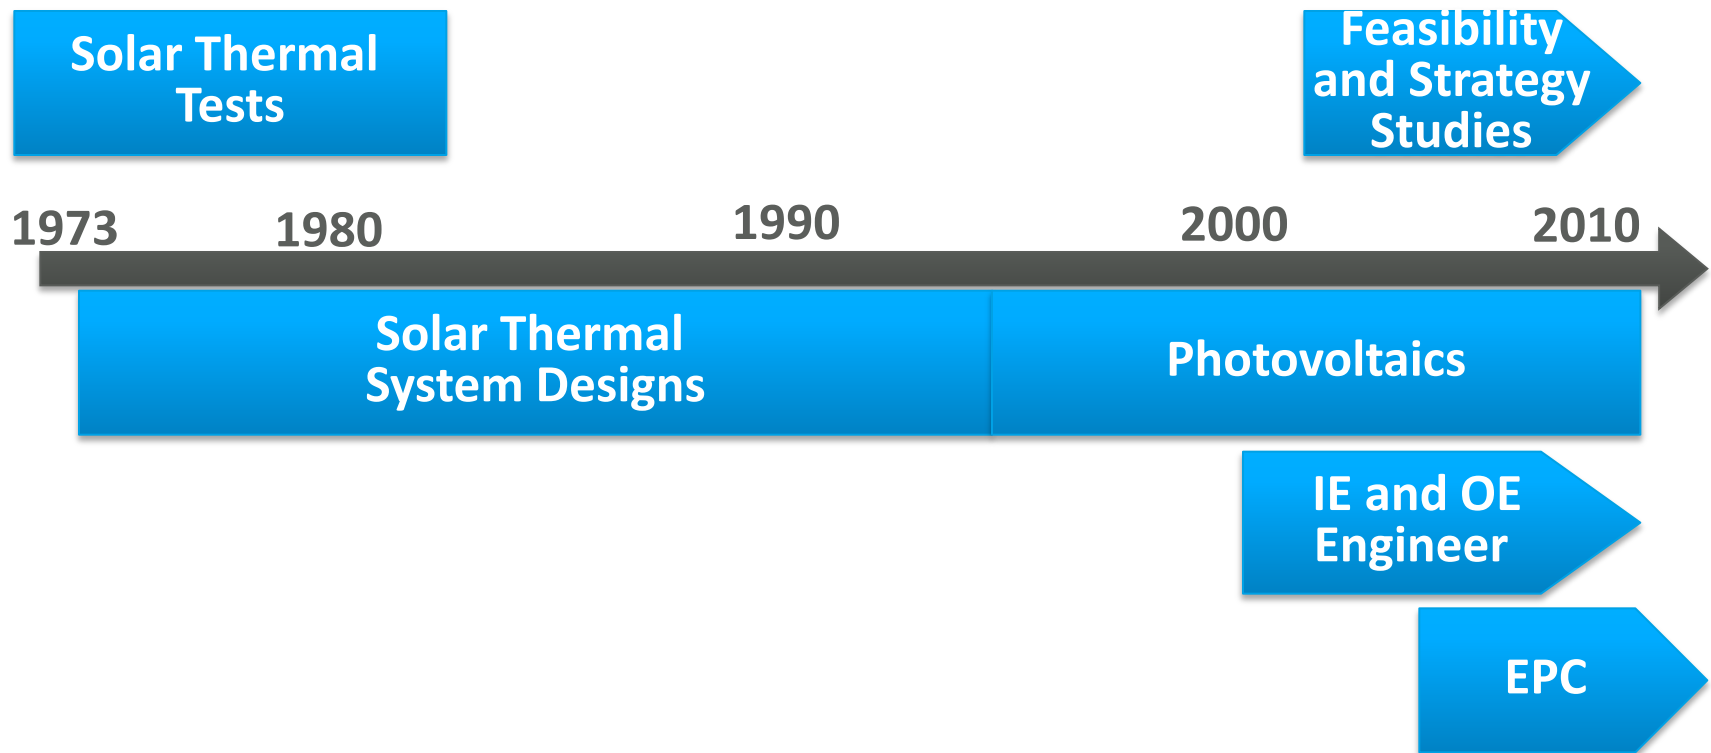 Solar Thermal
Tests
Feasibility
and Strategy
Studies
1973
1980
1990
2000
2010
Solar Thermal
System Designs
Photovoltaics
IE and OE
Engineer
EPC